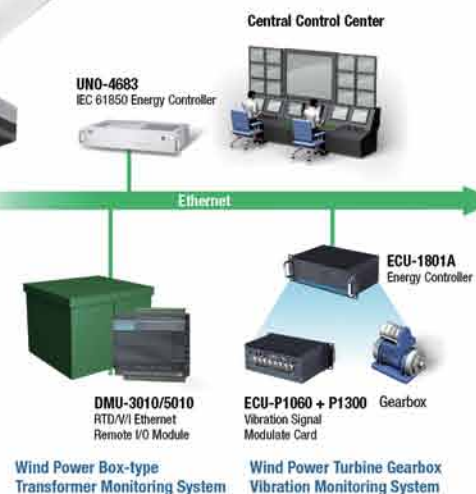 Central Control Center
UNO-4683
IEC 61850 Energy Controller
Ethernet
ECU-1801A
Energy Controller
DMU-3010/5010
RTD/V/I Ethernet
Remote I/O Module
ECU-P1060 + P1300
Vibration Signal
Modulate Card
Gearbox
Wind Power Box-type
Transformer Monitoring System
Wind Power Turbine Gearbox
Vibration Monitoring System